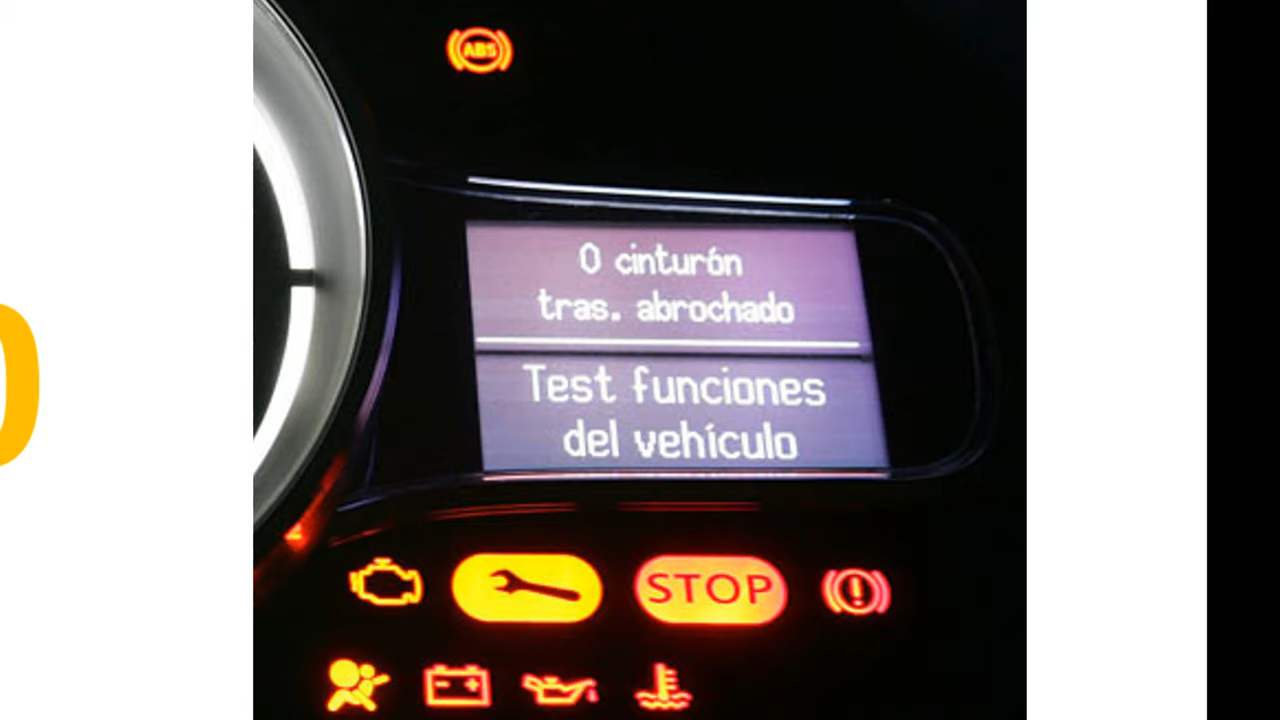 ABS
0 cinturón
tras. abrochado
Test funciones
del vehículo
STOP